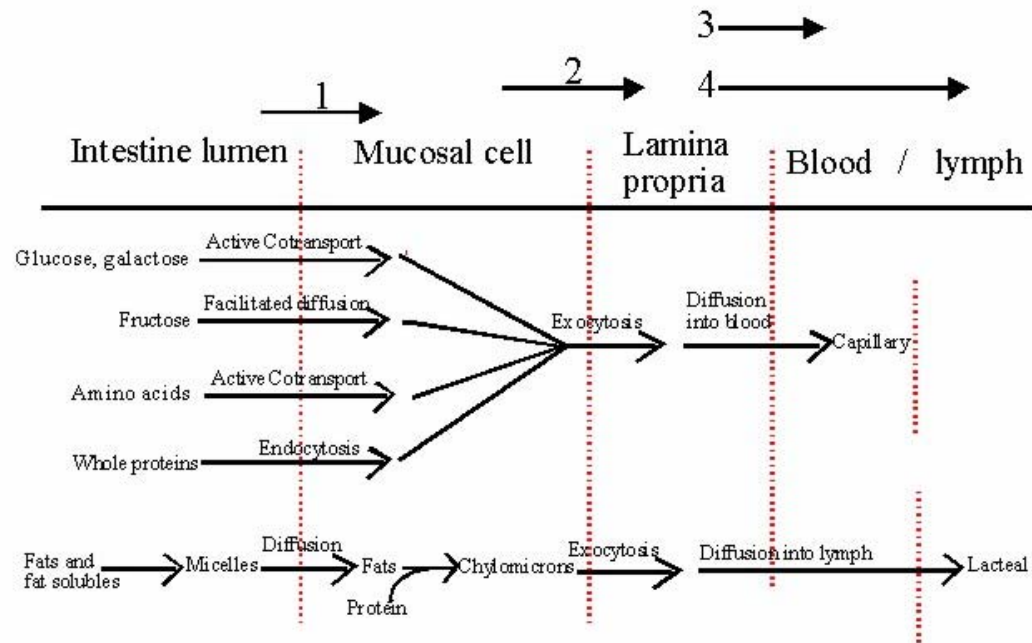 3
1
2
4
Intestine lumen
Mucosal cell
Lamina
propria
Blood / lymph
Glucose, galactose
Active Cotransport
Fructose
Facilitated diffusion
Exocytosis
Diffusion
into blood
Capillary
Amino acids
Active Cotransport
Whole proteins
Endocytosis
Fats and
fat solubles
Micelles
Diffusion
Fats
Protein
Chylomicrons
Exocytosis
Diffusion into lymph
Lacteal